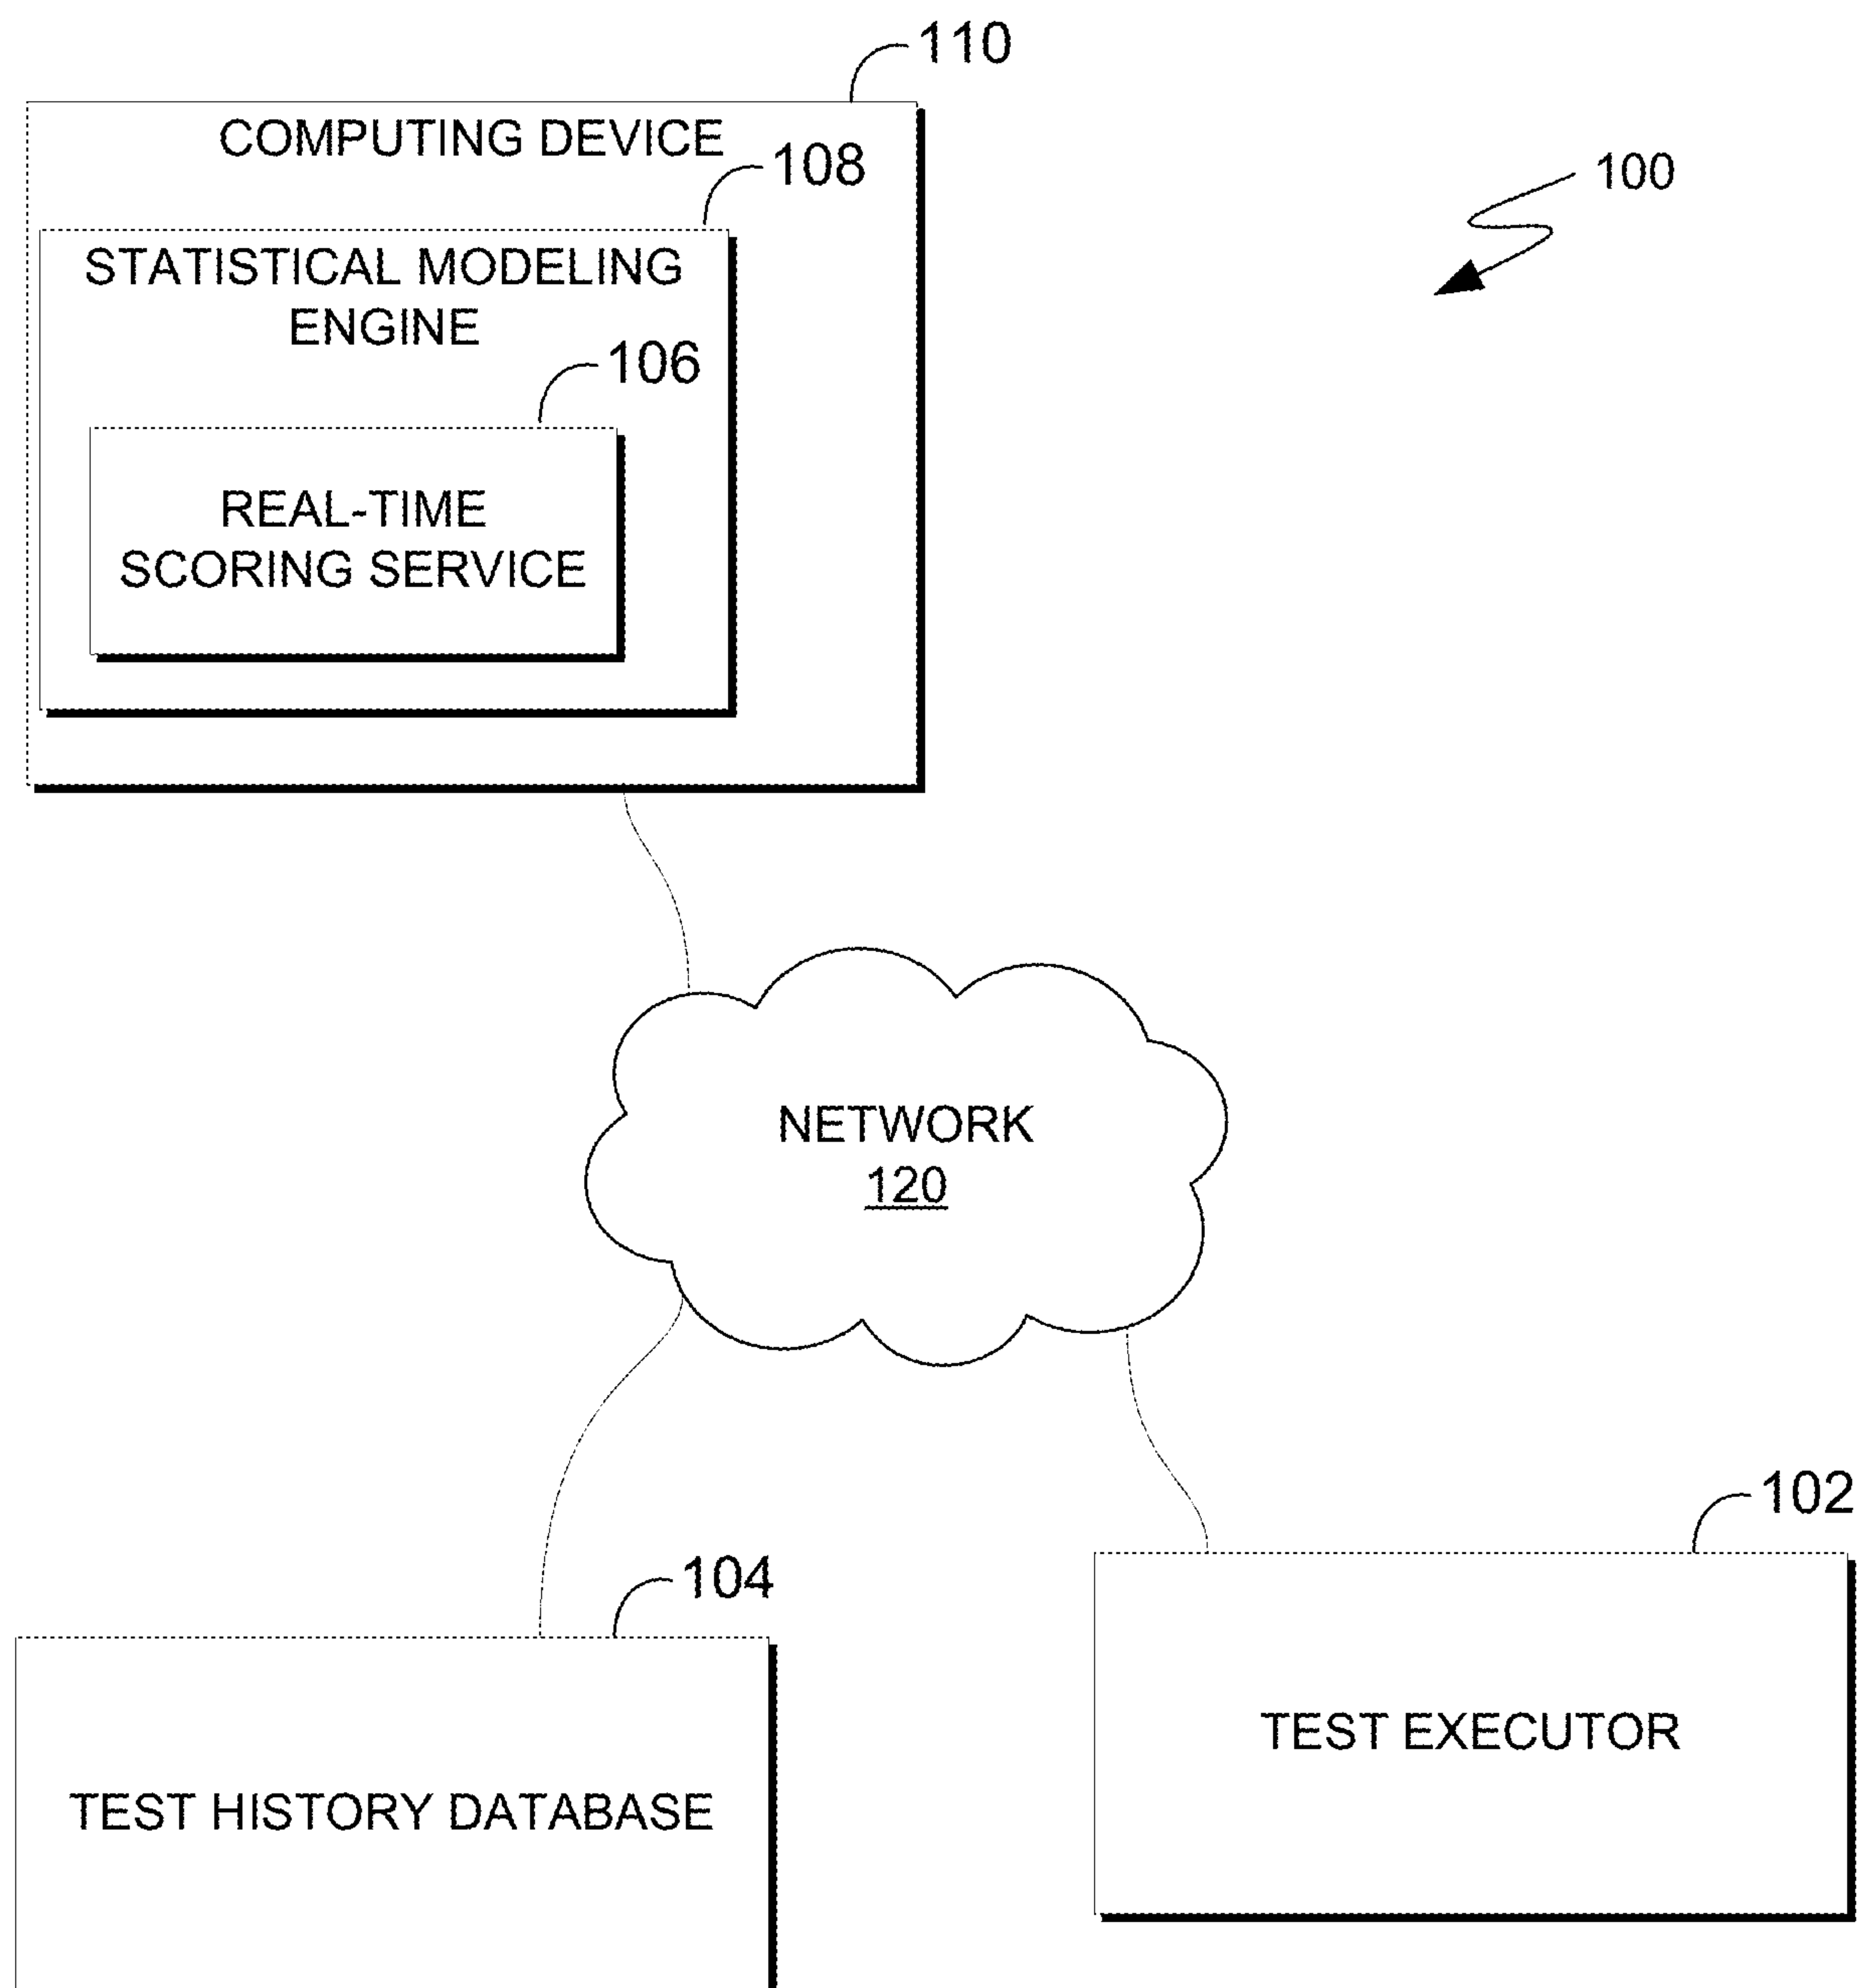 110
COMPUTING DEVICE
108
100
STATISTICAL MODELING
ENGINE
106
REAL-TIME
SCORING SERVICE
NETWORK
120
102
104
TEST EXECUTOR
TEST HISTORY DATABASE